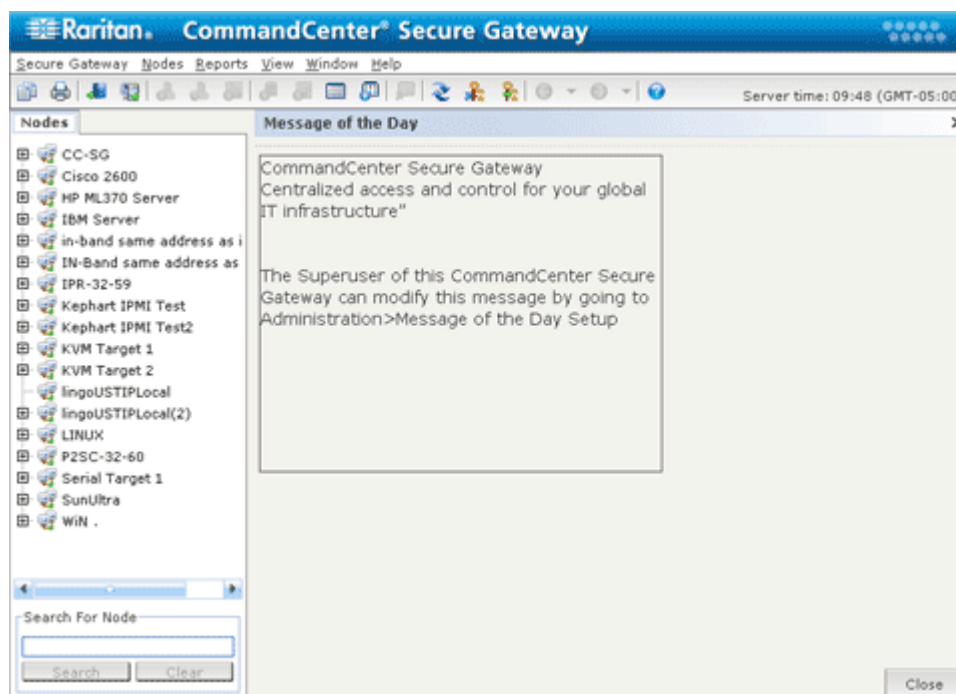 Raritan. CommandCenter® Secure Gateway
Secure Gateway Nodes Reports View Window Help
Server time: 09:48 (GMT-05:00
Nodes
Message of the Day
CC-SG
Cisco 2600
HP ML370 Server
IBM Server
in-band same address as i
IN-Band same address as
IPR-32-59
Kephart IPMI Test
Kephart IPMI Test2
KVM Target 1
KVM Target 2
lingoUSTIPLocal
lingoUSTIPLocal(2)
LINUX
P2SC-32-60
Serial Target 1
SunUltra
WiN .
CommandCenter Secure Gateway
Centralized access and control for your global
IT infrastructure"
The Superuser of this CommandCenter Secure
Gateway can modify this message by going to
Administration>Message of the Day Setup
Search For Node
Search Clear
Close